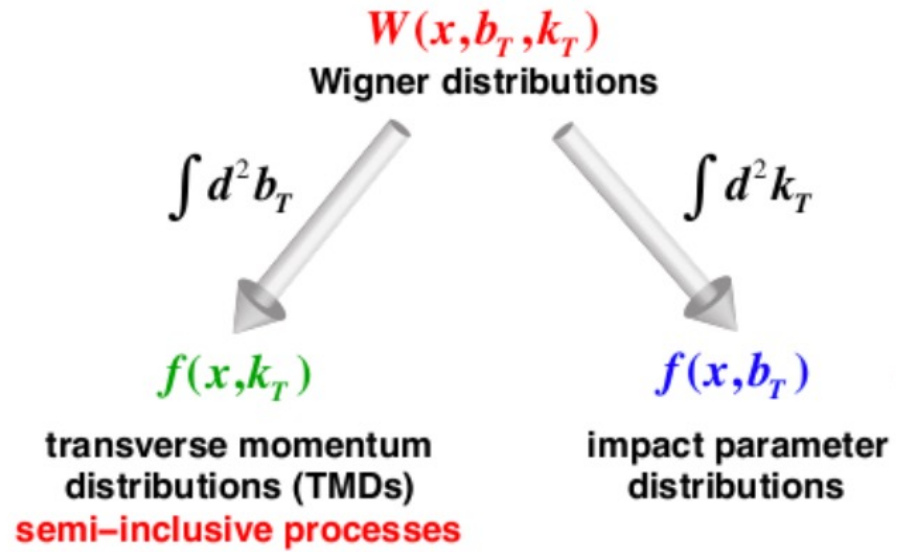 W(x,b_T,k_T)
Wigner distributions
∫d²b_T
∫d²k_T
f(x,k_T)
transverse momentum
distributions (TMDs)
semi–inclusive processes
f(x,b_T)
impact parameter
distributions